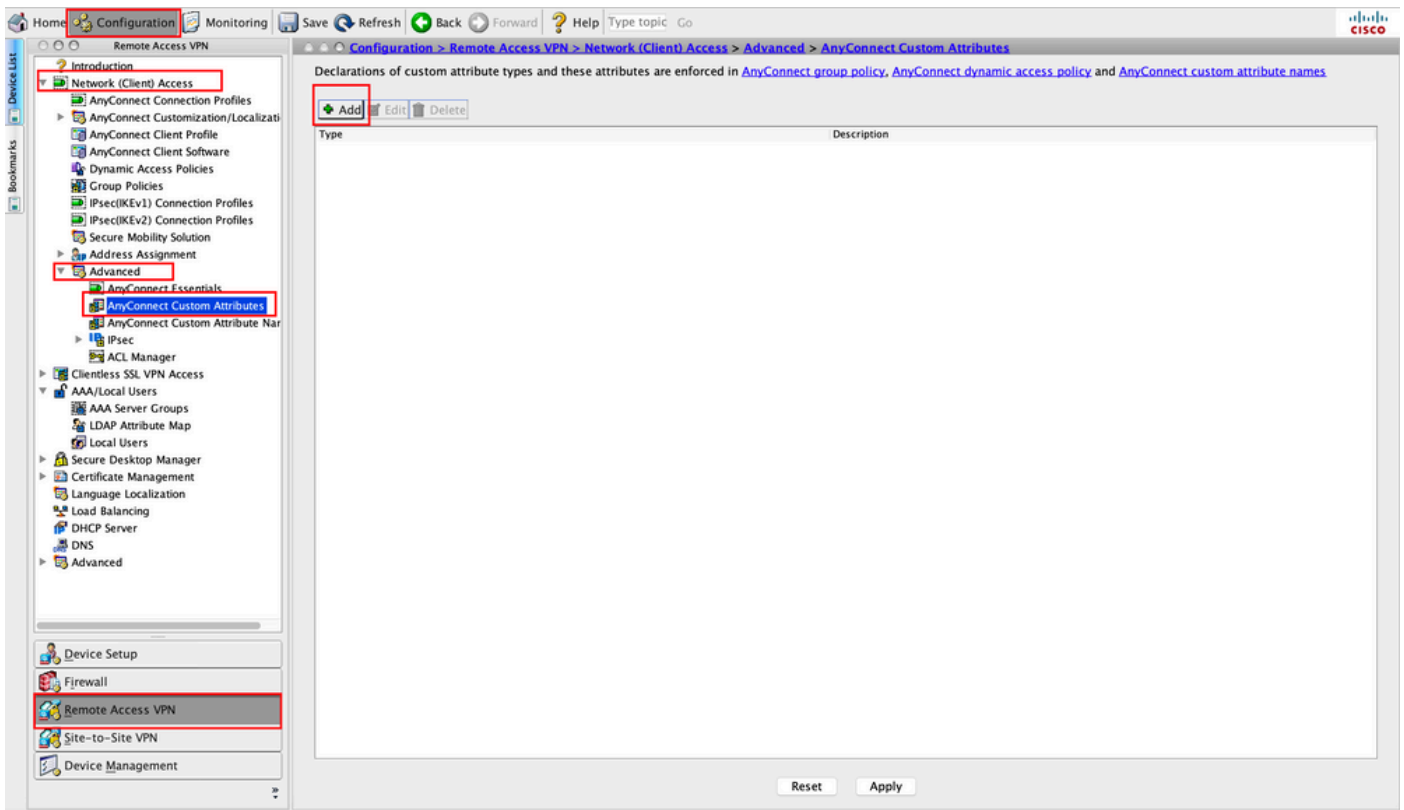 Home Configuration Monitoring Save Refresh Back Forward Help Type topic Go
CISCO
Device List
Bookmarks
Remote Access VPN
Introduction
Network (Client) Access
AnyConnect Connection Profiles
AnyConnect Customization/Localizati
AnyConnect Client Profile
AnyConnect Client Software
Dynamic Access Policies
Group Policies
IPsec(IKEv1) Connection Profiles
IPsec(IKEv2) Connection Profiles
Secure Mobility Solution
Address Assignment
Advanced
AnyConnect Essentials
AnyConnect Custom Attributes
AnyConnect Custom Attribute Nar
IPsec
ACL Manager
Clientless SSL VPN Access
AAA/Local Users
AAA Server Groups
LDAP Attribute Map
Local Users
Secure Desktop Manager
Certificate Management
Language Localization
Load Balancing
DHCP Server
DNS
Advanced
Device Setup
Firewall
Remote Access VPN
Site-to-Site VPN
Device Management
Configuration > Remote Access VPN > Network (Client) Access > Advanced > AnyConnect Custom Attributes
Declarations of custom attribute types and these attributes are enforced in AnyConnect group policy, AnyConnect dynamic access policy and AnyConnect custom attribute names
Add Edit Delete
Type Description
Reset Apply